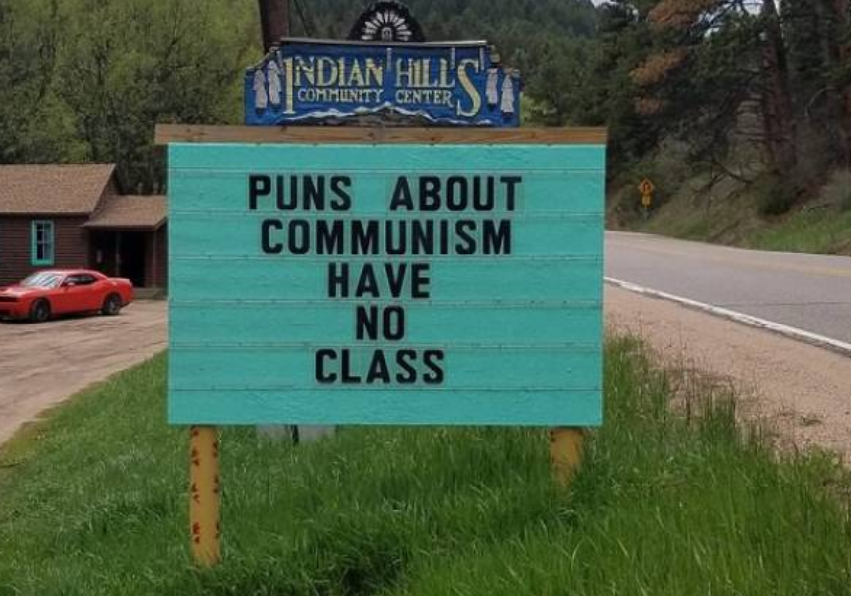 INDIAN HILLS
COMMUNITY CENTER
PUNS ABOUT
COMMUNISM
HAVE
NO
CLASS